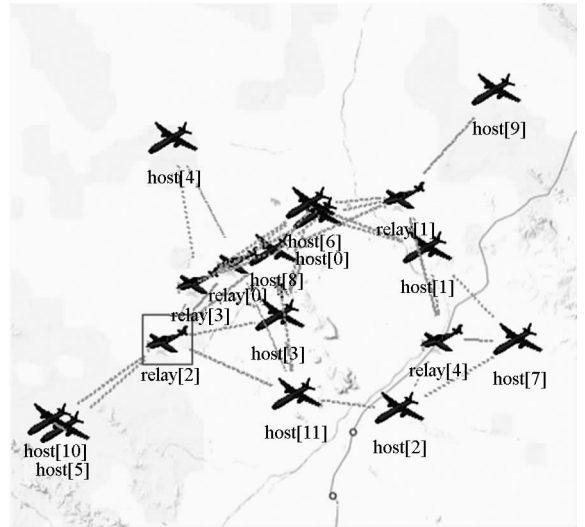 host[9]
host[4]
relay[1]
host[6]
host[0]
host[8]
host[1]
relay[0]
relay[3]
host[3]
relay[2]
relay[4]
host[7]
host[11]
host[2]
host[10]
host[5]